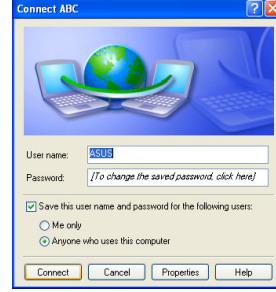 Connect ABC
User name: ASUS
Password: [To change the saved password, click here]
Save this user name and password for the following users:
Me only
Anyone who uses this computer
Connect Cancel Properties Help